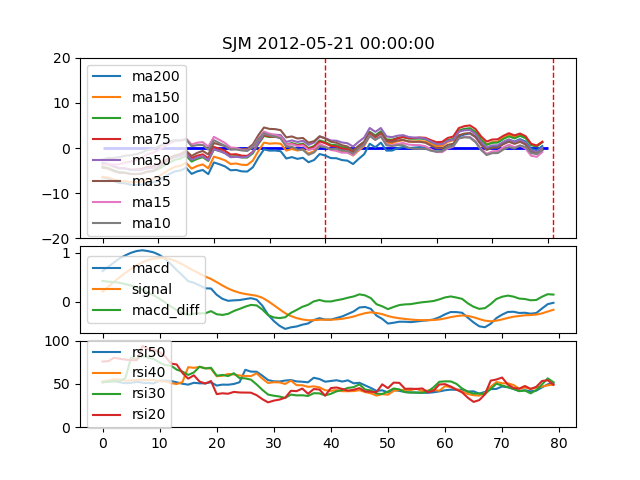 SJM 2012-05-21 00:00:00
20
10
0
−10
−20
ma200
ma150
ma100
ma75
ma50
ma35
ma15
ma10
1
0
macd
signal
macd_diff
100
50
0
rsi50
rsi40
rsi30
rsi20
0 10 20 30 40 50 60 70 80